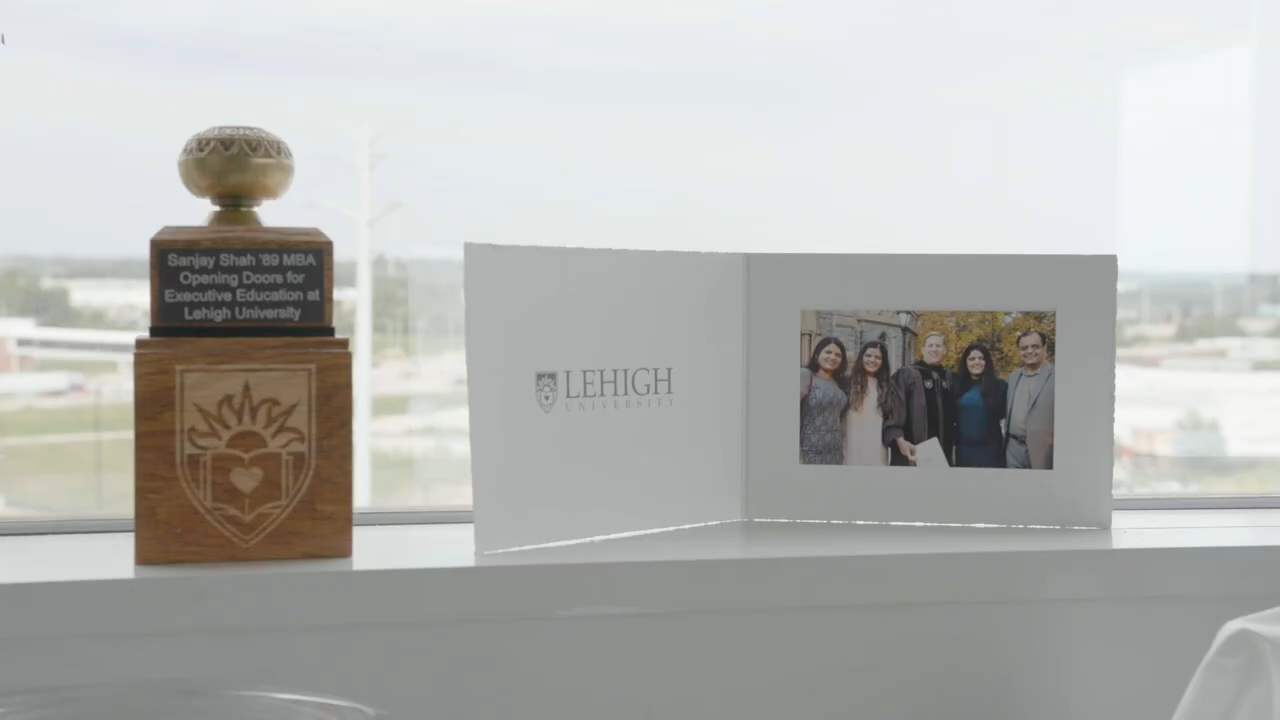 Sanjay Shah '89 MBA
Opening Doors for
Executive Education at
Lehigh University
LEHIGH
UNIVERSITY